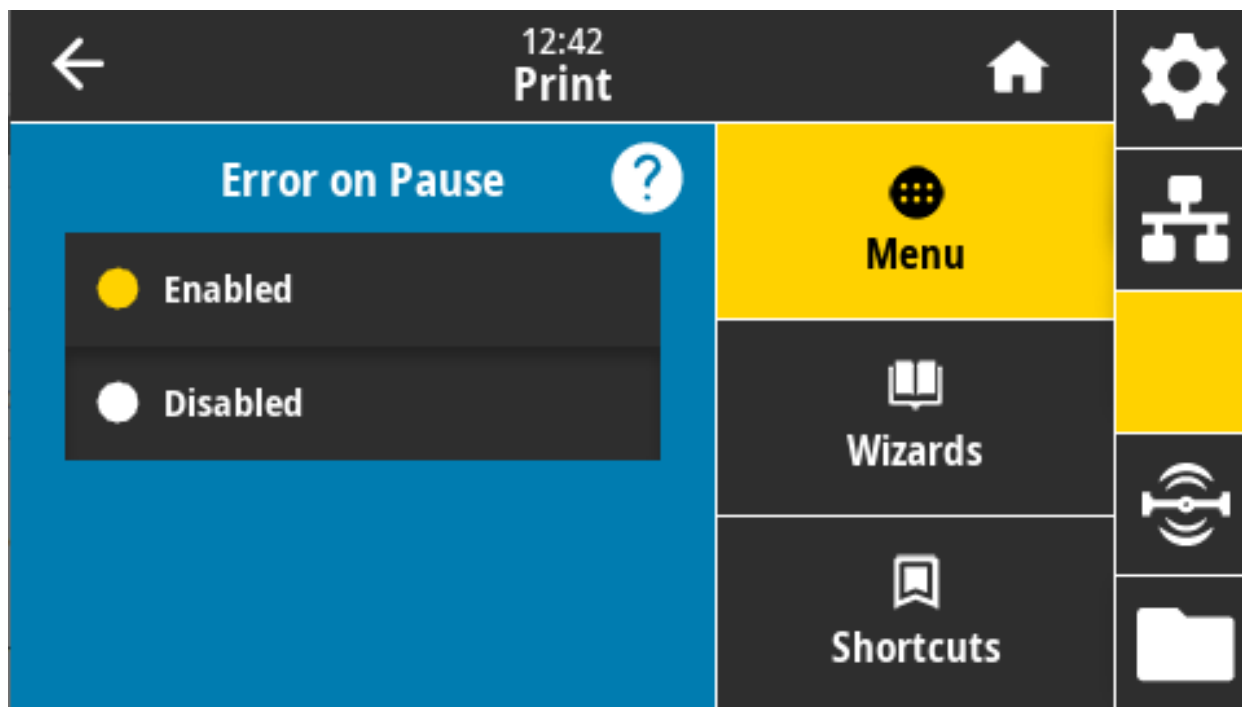 12:42
Print
Error on Pause
?
Enabled
Disabled
Menu
Wizards
Shortcuts